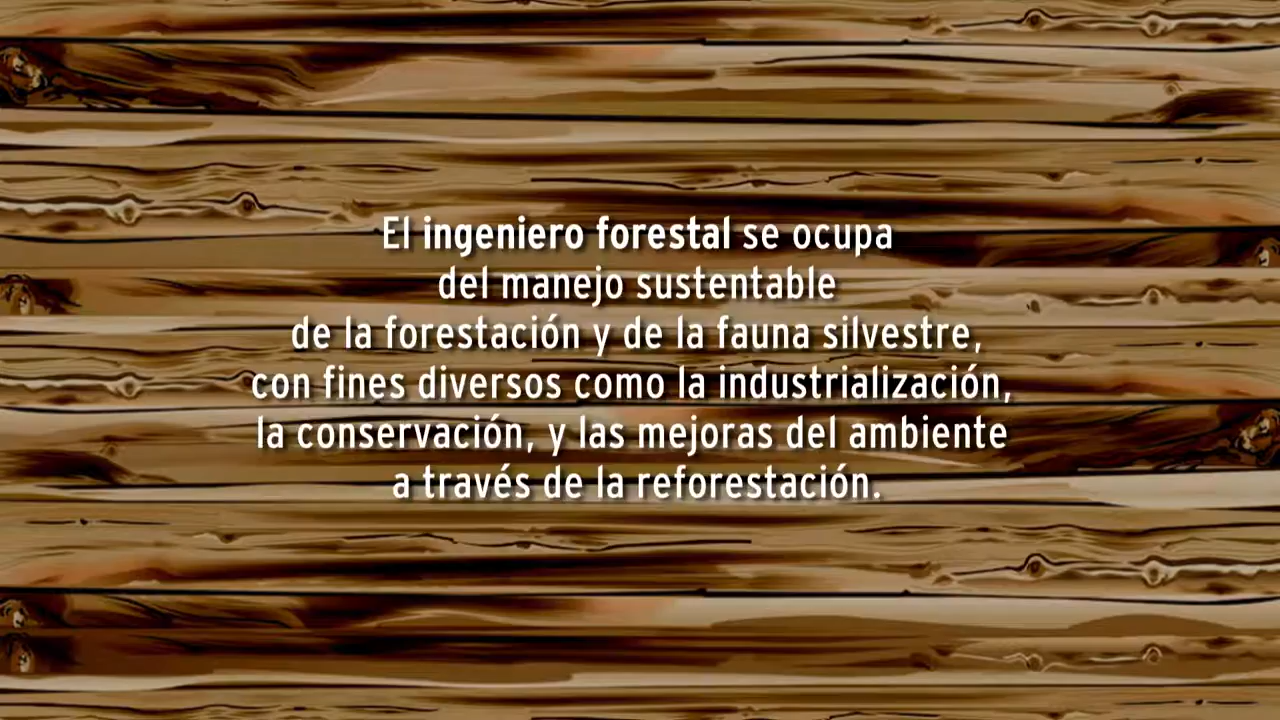 El ingeniero forestal se ocupa
del manejo sustentable
de la forestación y de la fauna silvestre,
con fines diversos como la industrialización,
la conservación, y las mejoras del ambiente
a través de la reforestación.